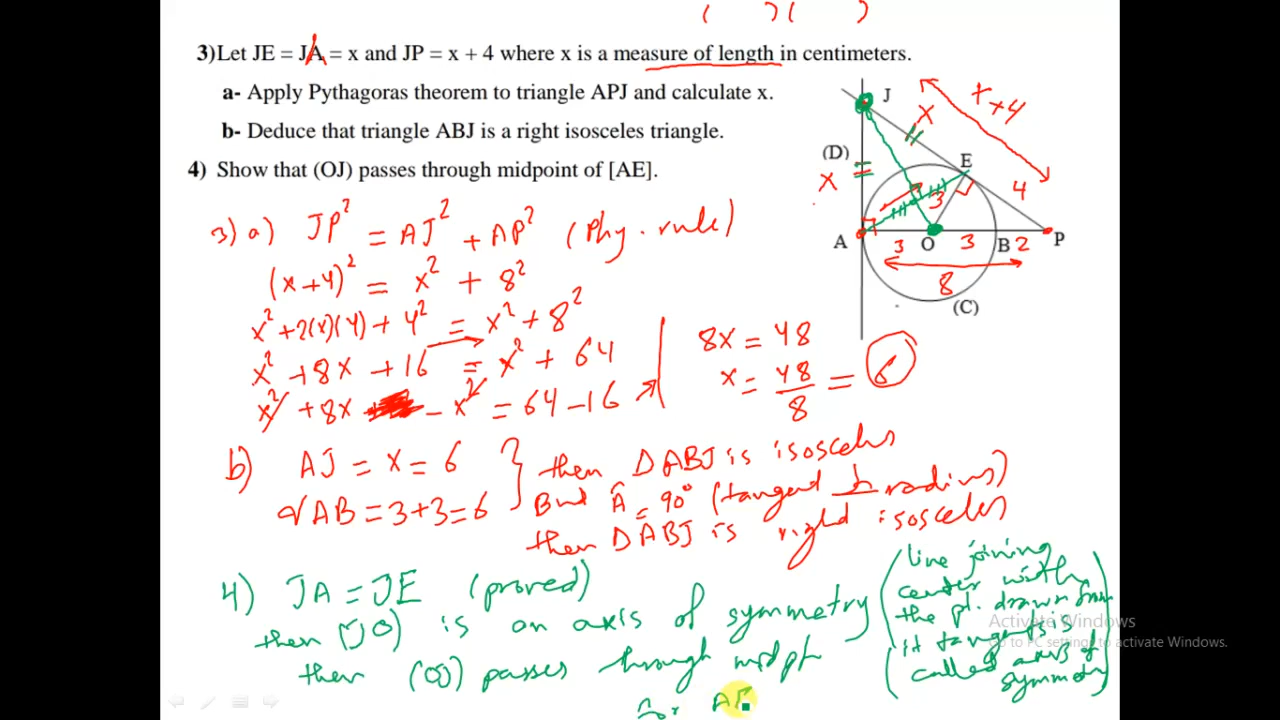 ( )( )
3)Let JE = JA = x and JP = x + 4 where x is a measure of length in centimeters.
a- Apply Pythagoras theorem to triangle APJ and calculate x.
b- Deduce that triangle ABJ is a right isosceles triangle.
4) Show that (OJ) passes through midpoint of [AE].
J
x
x+4
(D)
E
x
3
4
A
3
O
3
B
2
P
8
(C)
3) a) JP² = AJ² + AP² (Phy. rule)
(x+4)² = x² + 8²
x² + 2(x)(4) + 4² = x² + 8²
x² + 8x + 16 = x² + 64
x² + 8x - x² = 64 - 16
8x = 48
x = 48/8 = 6
b) AJ = x = 6
AB = 3+3 = 6
then ΔABJ is isosceles
But Â = 90° (tangent ⊥ radius)
then ΔABJ is right isosceles
4) JA = JE (proved)
then (JO) is an axis of symmetry
(line joining
center with
the pt. drawn from
it tangents is
called axis of
symmetry)
then (OJ) passes through midpt
for AE
Activate Windows
Go to PC settings to activate Windows.